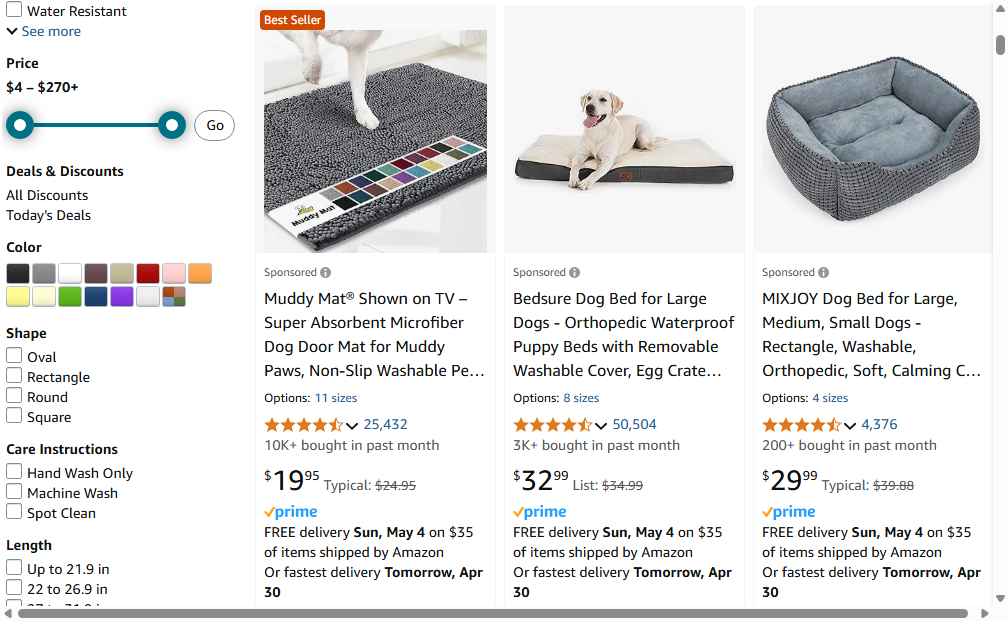 Water Resistant
See more
Price
$4 – $270+
Go
Deals & Discounts
All Discounts
Today's Deals
Color
Shape
Oval
Rectangle
Round
Square
Care Instructions
Hand Wash Only
Machine Wash
Spot Clean
Length
Up to 21.9 in
22 to 26.9 in
Best Seller
Muddy Mat
Sponsored
Muddy Mat® Shown on TV –
Super Absorbent Microfiber
Dog Door Mat for Muddy
Paws, Non-Slip Washable Pe…
Options: 11 sizes
25,432
10K+ bought in past month
$19.95 Typical: $24.95
prime
FREE delivery Sun, May 4 on $35
of items shipped by Amazon
Or fastest delivery Tomorrow, Apr
30
Sponsored
Bedsure Dog Bed for Large
Dogs - Orthopedic Waterproof
Puppy Beds with Removable
Washable Cover, Egg Crate…
Options: 8 sizes
50,504
3K+ bought in past month
$32.99 List: $34.99
prime
FREE delivery Sun, May 4 on $35
of items shipped by Amazon
Or fastest delivery Tomorrow, Apr
30
Sponsored
MIXJOY Dog Bed for Large,
Medium, Small Dogs -
Rectangle, Washable,
Orthopedic, Soft, Calming C…
Options: 4 sizes
4,376
200+ bought in past month
$29.99 Typical: $39.88
prime
FREE delivery Sun, May 4 on $35
of items shipped by Amazon
Or fastest delivery Tomorrow, Apr
30